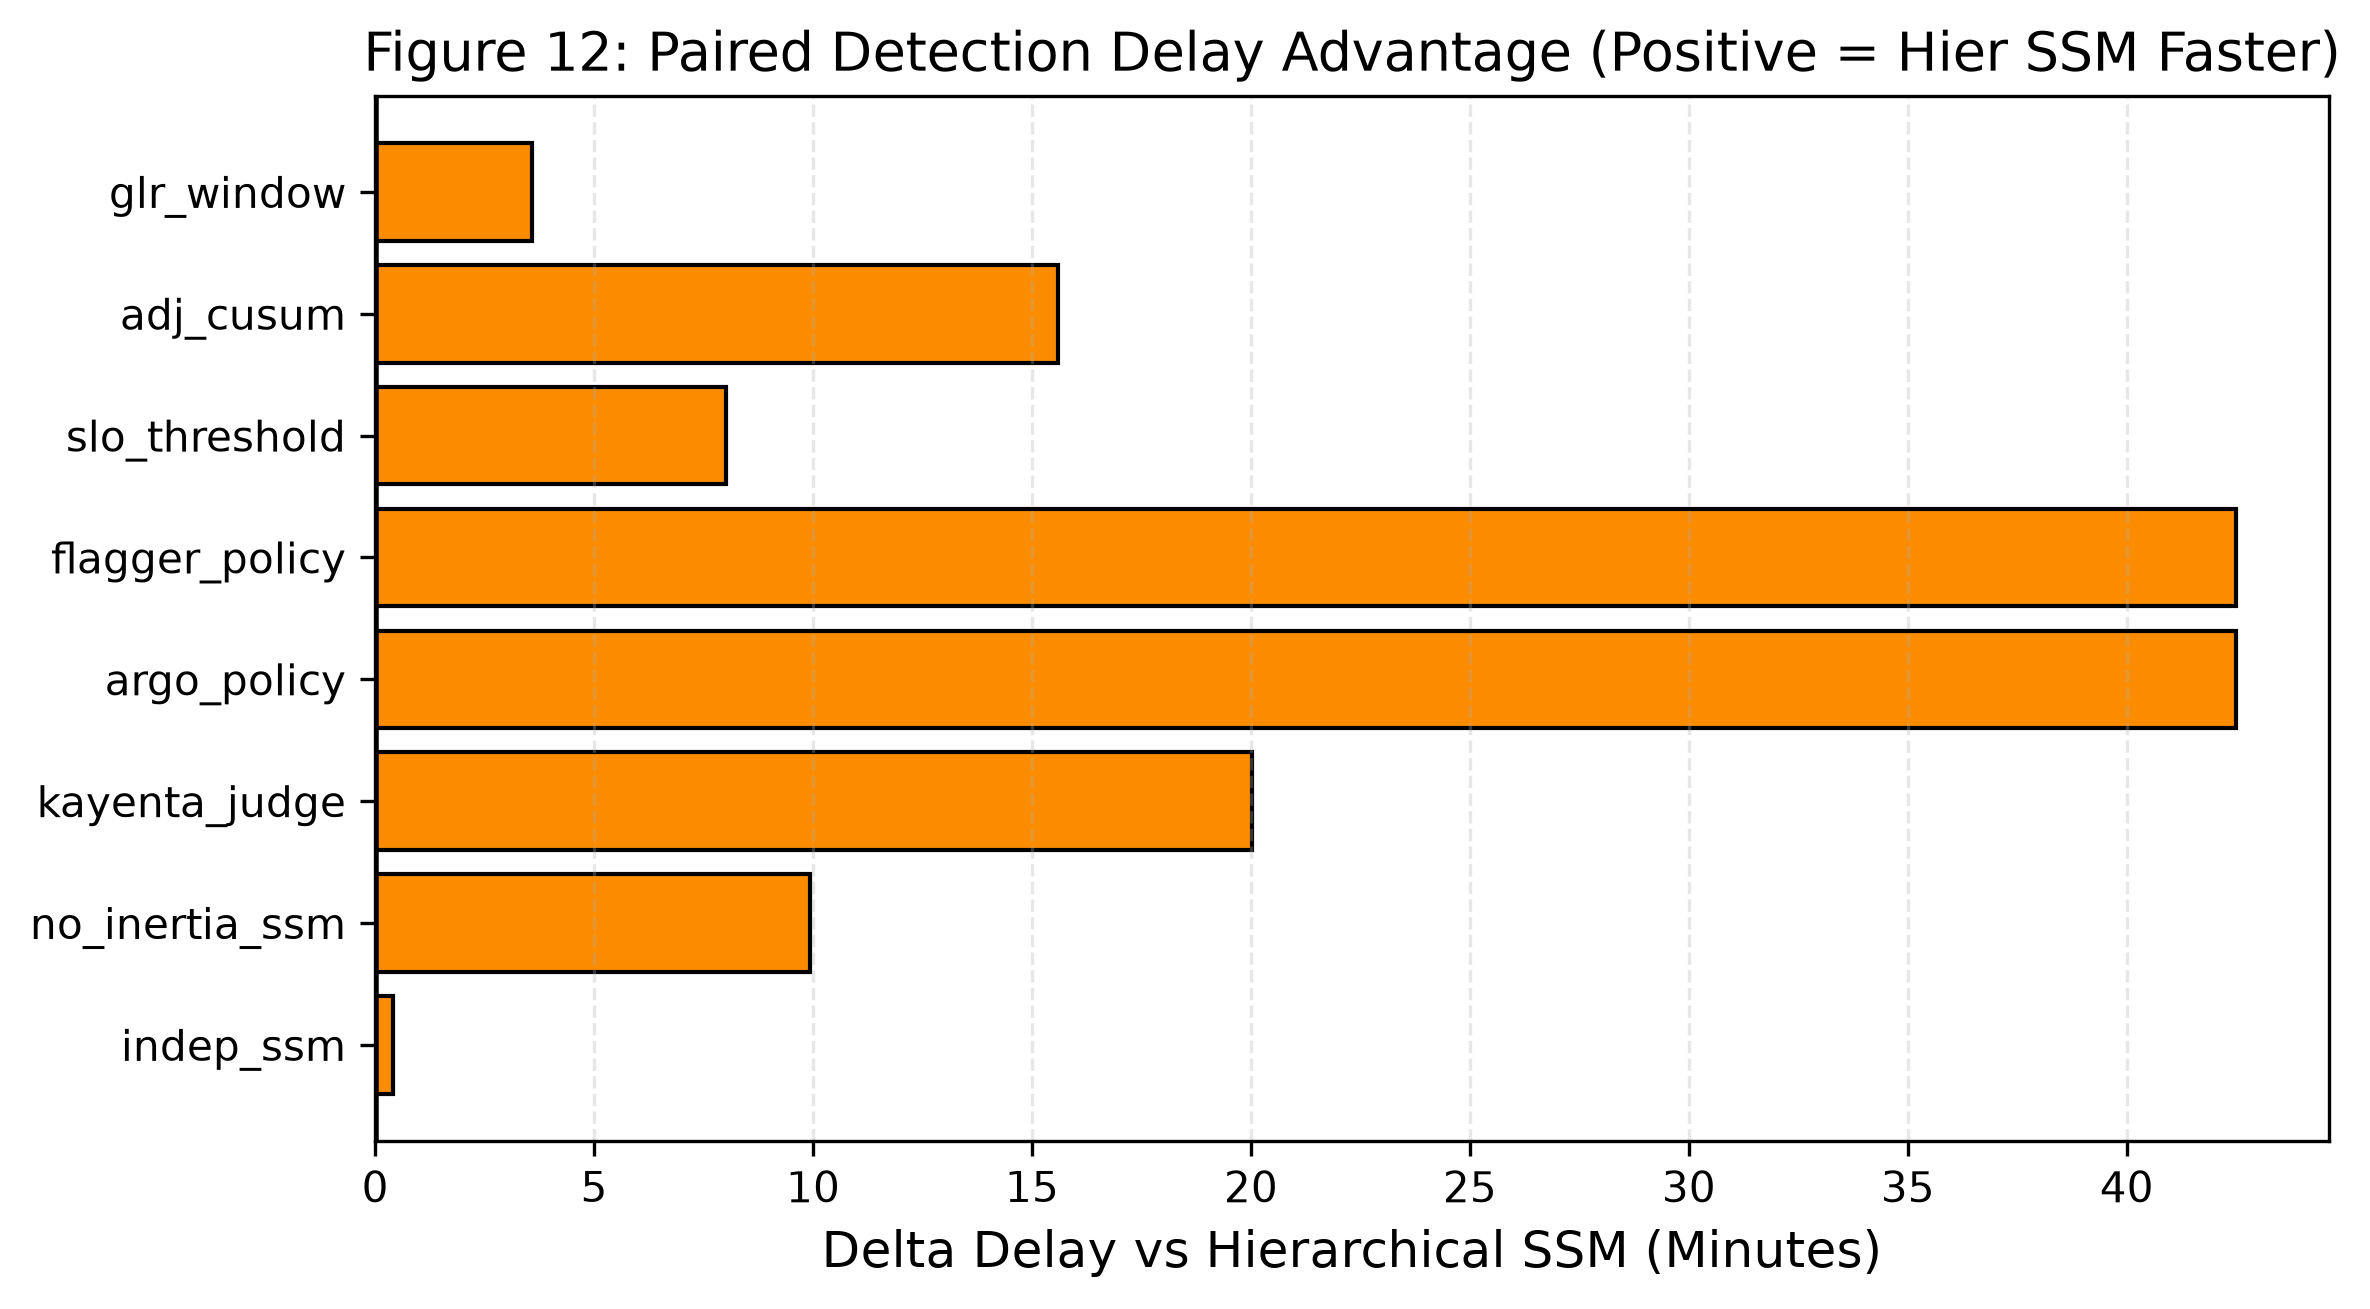 Figure 12: Paired Detection Delay Advantage (Positive = Hier SSM Faster)
glr_window
adj_cusum
slo_threshold
flagger_policy
argo_policy
kayenta_judge
no_inertia_ssm
indep_ssm
0 5 10 15 20 25 30 35 40
Delta Delay vs Hierarchical SSM (Minutes)